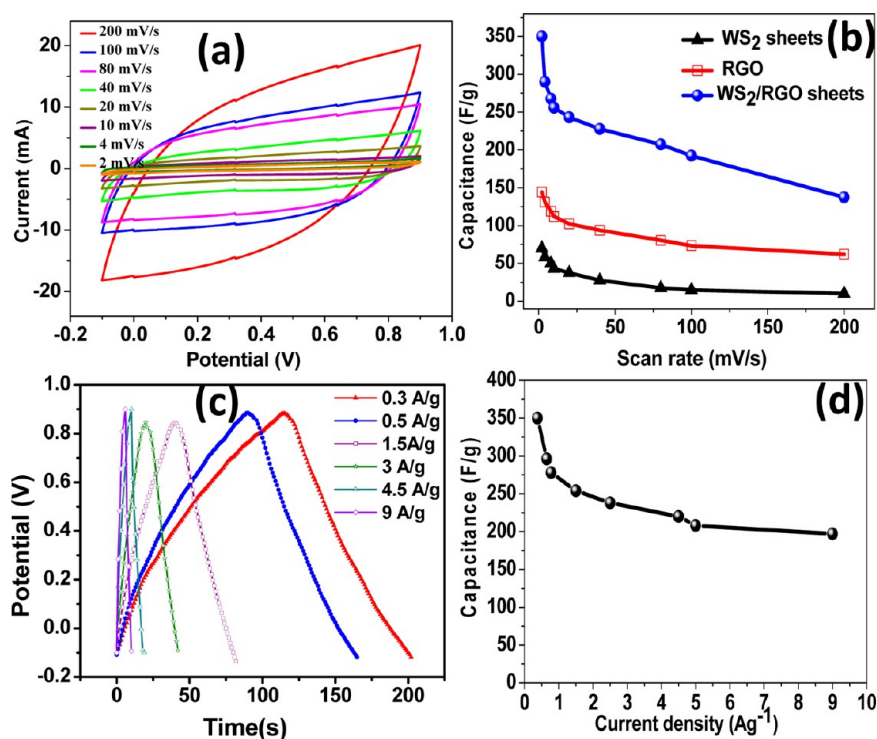 (a)
200 mV/s
100 mV/s
80 mV/s
40 mV/s
20 mV/s
10 mV/s
4 mV/s
2 mV/s
20
10
0
-10
-20
Current (mA)
-0.2 0.0 0.2 0.4 0.6 0.8 1.0
Potential (V)
(b)
WS2 sheets
RGO
WS2/RGO sheets
350
300
250
200
150
100
50
0
Capacitance (F/g)
0 50 100 150 200
Scan rate (mV/s)
(c)
0.3 A/g
0.5 A/g
1.5A/g
3 A/g
4.5 A/g
9 A/g
1.0
0.8
0.6
0.4
0.2
0.0
-0.2
Potential (V)
0 50 100 150 200
Time(s)
(d)
400
350
300
250
200
150
100
50
0
Capacitance (F/g)
0 1 2 3 4 5 6 7 8 9 10
Current density (Ag-1)